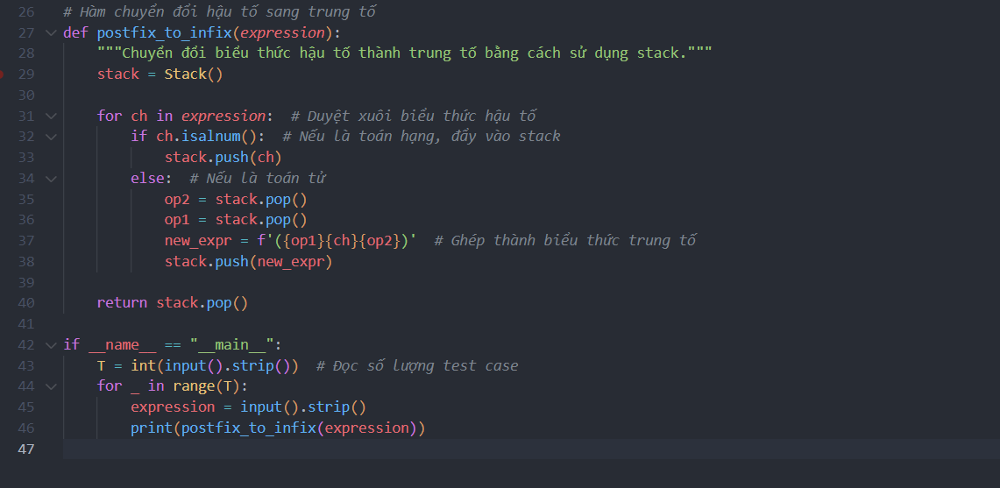 26 # Hàm chuyển đổi hậu tố sang trung tố
27 def postfix_to_infix(expression):
28     """Chuyển đổi biểu thức hậu tố thành trung tố bằng cách sử dụng stack."""
29     stack = Stack()
30
31     for ch in expression:  # Duyệt xuôi biểu thức hậu tố
32         if ch.isalnum():  # Nếu là toán hạng, đẩy vào stack
33             stack.push(ch)
34         else:  # Nếu là toán tử
35             op2 = stack.pop()
36             op1 = stack.pop()
37             new_expr = f'({op1}{ch}{op2})'  # Ghép thành biểu thức trung tố
38             stack.push(new_expr)
39
40     return stack.pop()
41
42 if __name__ == "__main__":
43     T = int(input().strip())  # Đọc số lượng test case
44     for _ in range(T):
45         expression = input().strip()
46         print(postfix_to_infix(expression))
47